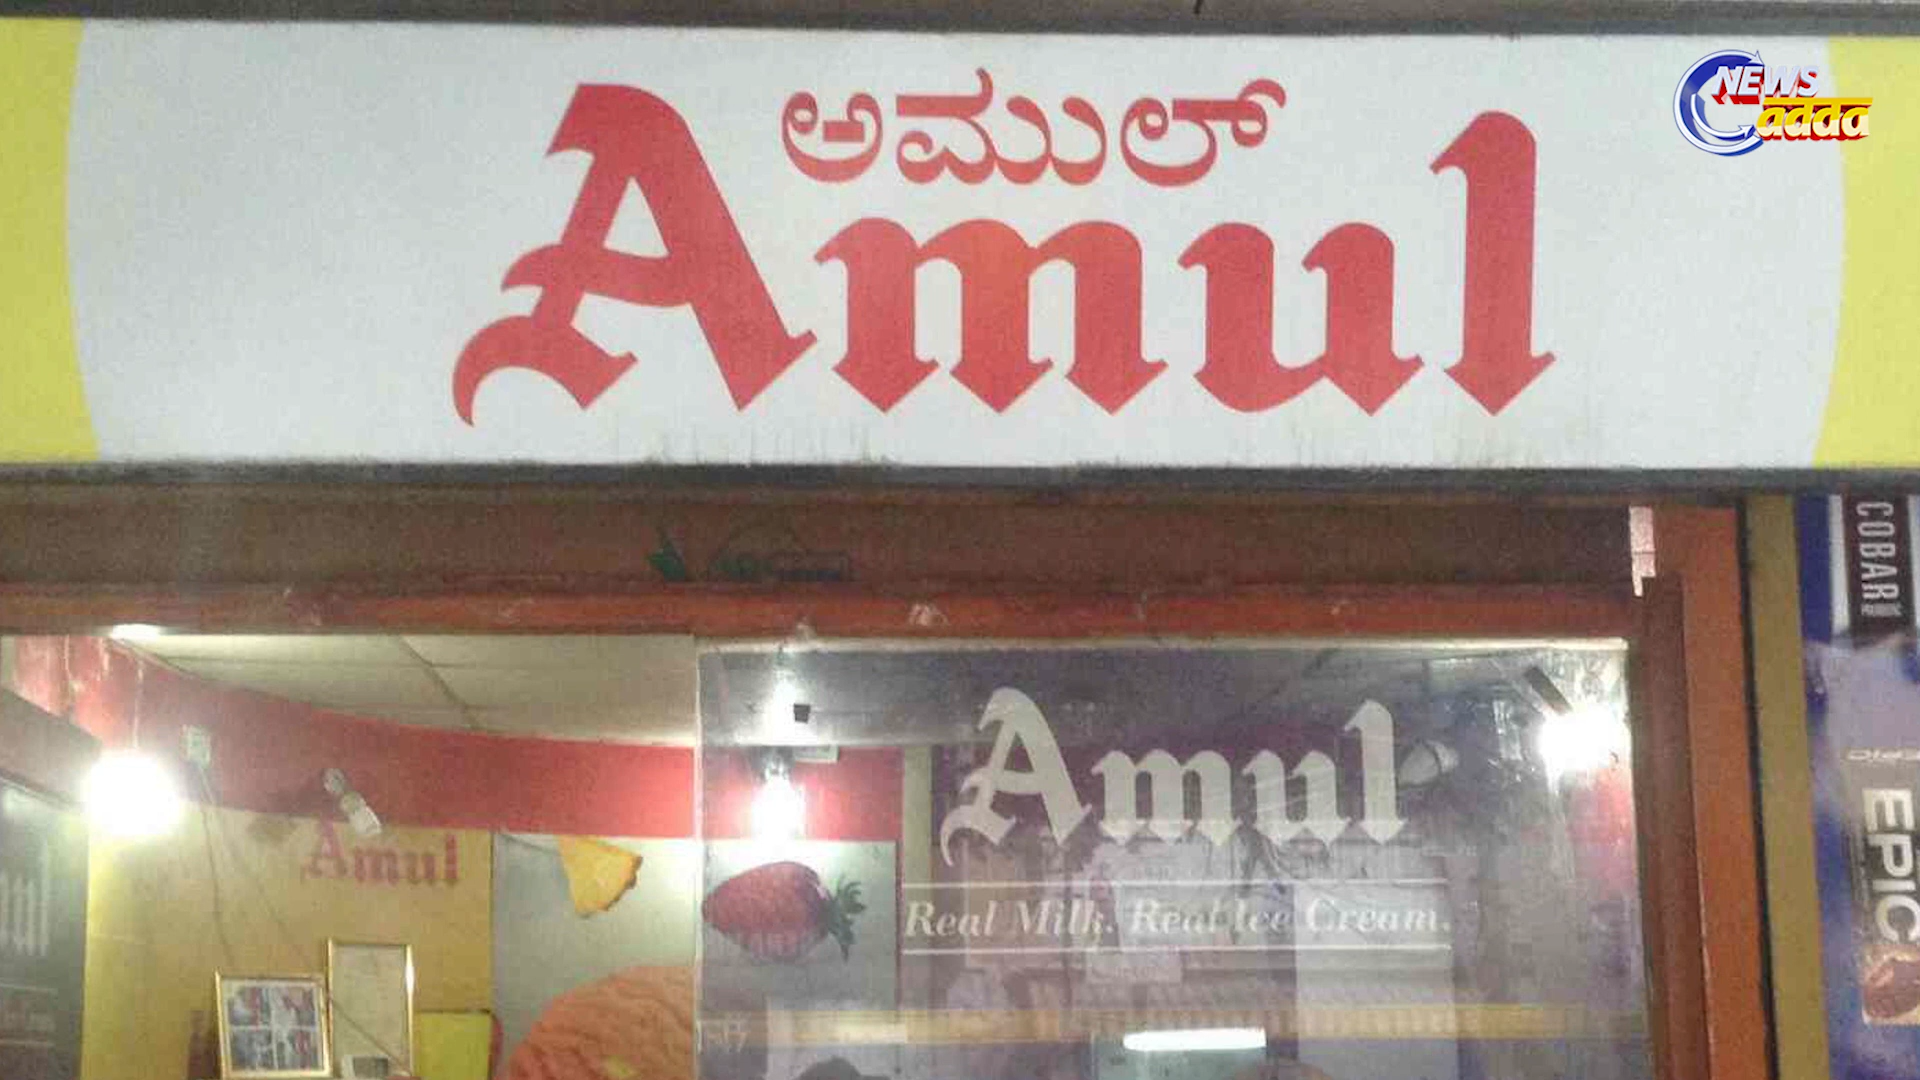 NEWS
adda
ಅಮುಲ್
Amul
COBAR
Amul
Amul
Real Milk. Real Ice Cream.
EPIC